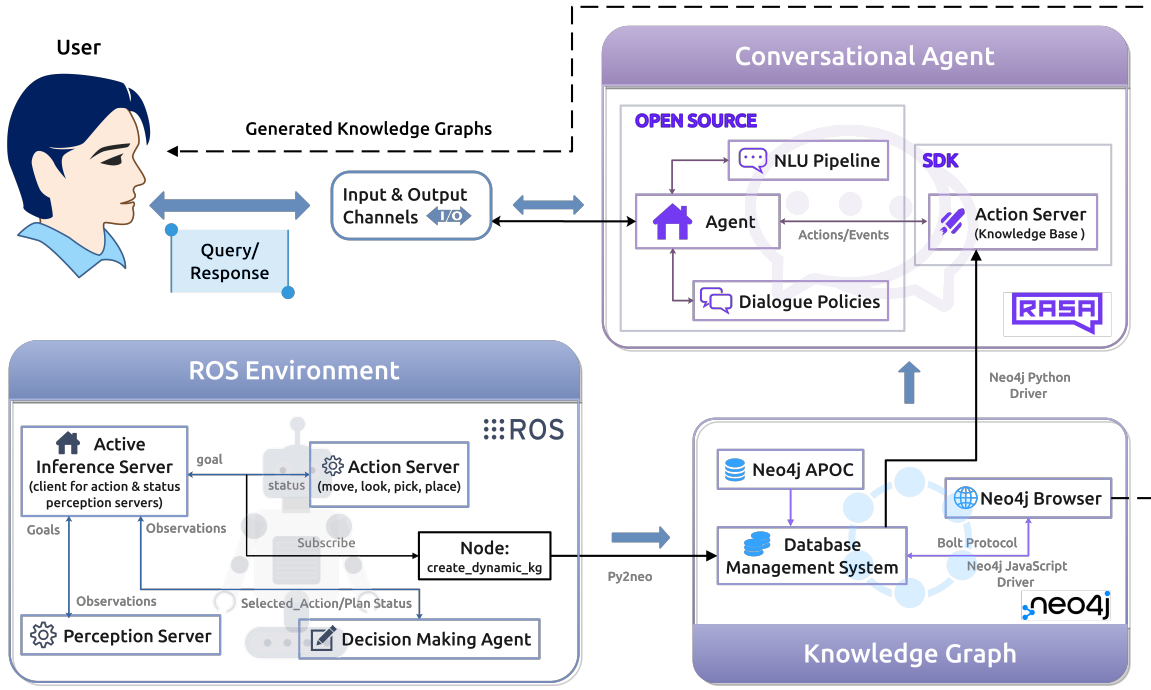 User
Generated Knowledge Graphs
Input & Output
Channels I/O
Query/
Response
Conversational Agent
OPEN SOURCE
NLU Pipeline
SDK
Agent
Actions/Events
Action Server
(Knowledge Base )
Dialogue Policies
RASA
ROS Environment
ROS
Active
Inference Server
(client for action & status
perception servers)
goal
status
Action Server
(move, look, pick, place)
Goals
Observations
Subscribe
Node:
create_dynamic_kg
Observations
Selected_Action/Plan Status
Perception Server
Decision Making Agent
Py2neo
Neo4j Python
Driver
Neo4j APOC
Neo4j Browser
Database
Management System
Bolt Protocol
Neo4j JavaScript
Driver
neo4j
Knowledge Graph